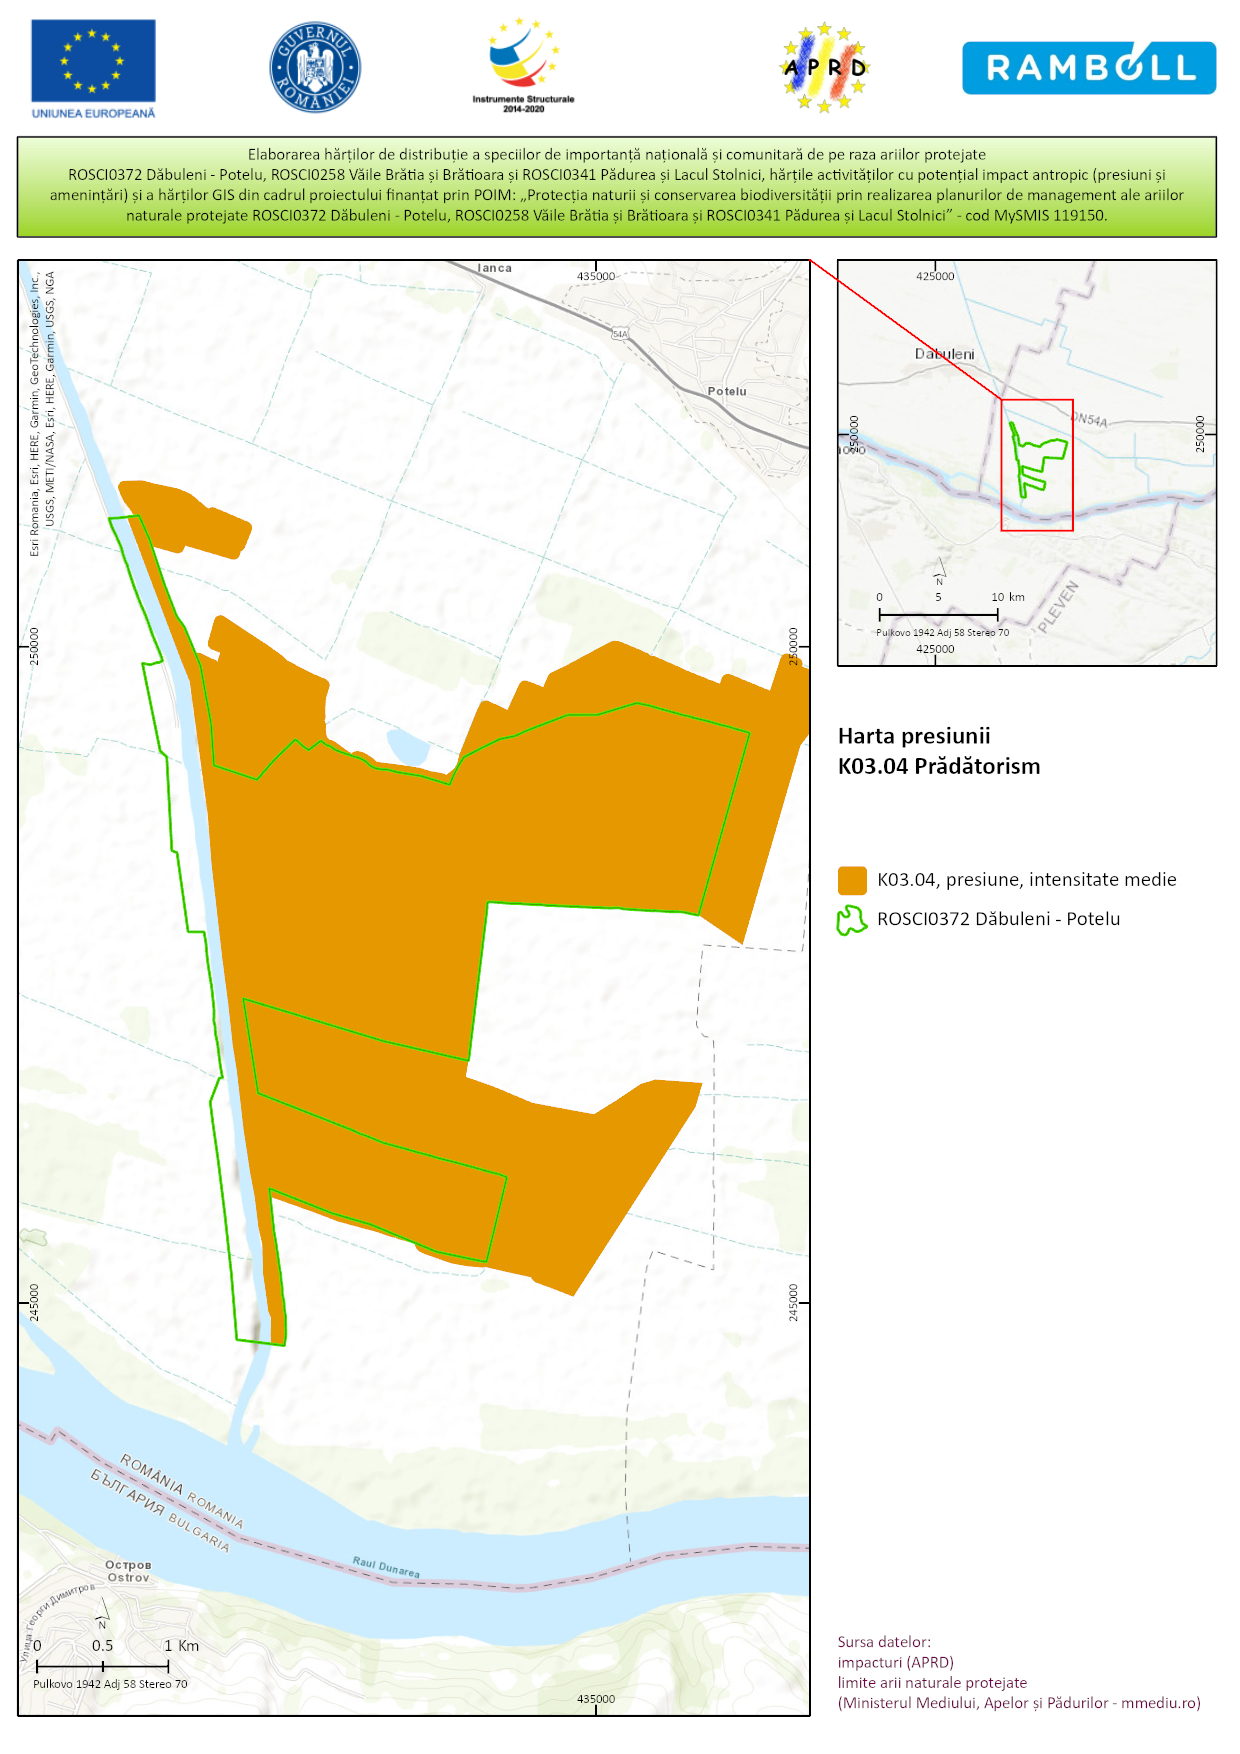 UNIUNEA EUROPEANĂ
GUVERNUL ROMÂNIEI
Instrumente Structurale
2014-2020
APRD
RAMBOLL
Elaborarea hărților de distribuție a speciilor de importanță națională și comunitară de pe raza ariilor protejate
ROSCI0372 Dăbuleni - Potelu, ROSCI0258 Văile Brătia și Brătioara și ROSCI0341 Pădurea și Lacul Stolnici, hărțile activităților cu potențial impact antropic (presiuni și
amenințări) și a hărților GIS din cadrul proiectului finanțat prin POIM: „Protecția naturii si conservarea biodiversității prin realizarea planurilor de management ale ariilor
naturale protejate ROSCI0372 Dăbuleni - Potelu, ROSCI0258 Văile Brătia și Brătioara și ROSCI0341 Pădurea și Lacul Stolnici” - cod MySMIS 119150.
Esri Romania, Esri, HERE, Garmin, GeoTechnologies, Inc.,
USGS, METI/NASA, Esri, HERE, Garmin, USGS, NGA
Ianca
435000
54A
Potelu
250000
250000
245000
245000
ROMÂNIA ROMANIA
БЪЛГАРИЯ BULGARIA
Raul Dunarea
Остров
Ostrov
Улица Георги Димитров
N
0 0.5 1 Km
Pulkovo 1942 Adj 58 Stereo 70
435000
425000
Dabuleni
DN54A
250000
250000
PLEVEN
N
0 5 10 km
Pulkovo 1942 Adj 58 Stereo 70
425000
Harta presiunii
K03.04 Prădătorism
K03.04, presiune, intensitate medie
ROSCI0372 Dăbuleni - Potelu
Sursa datelor:
impacturi (APRD)
limite arii naturale protejate
(Ministerul Mediului, Apelor și Pădurilor - mmediu.ro)